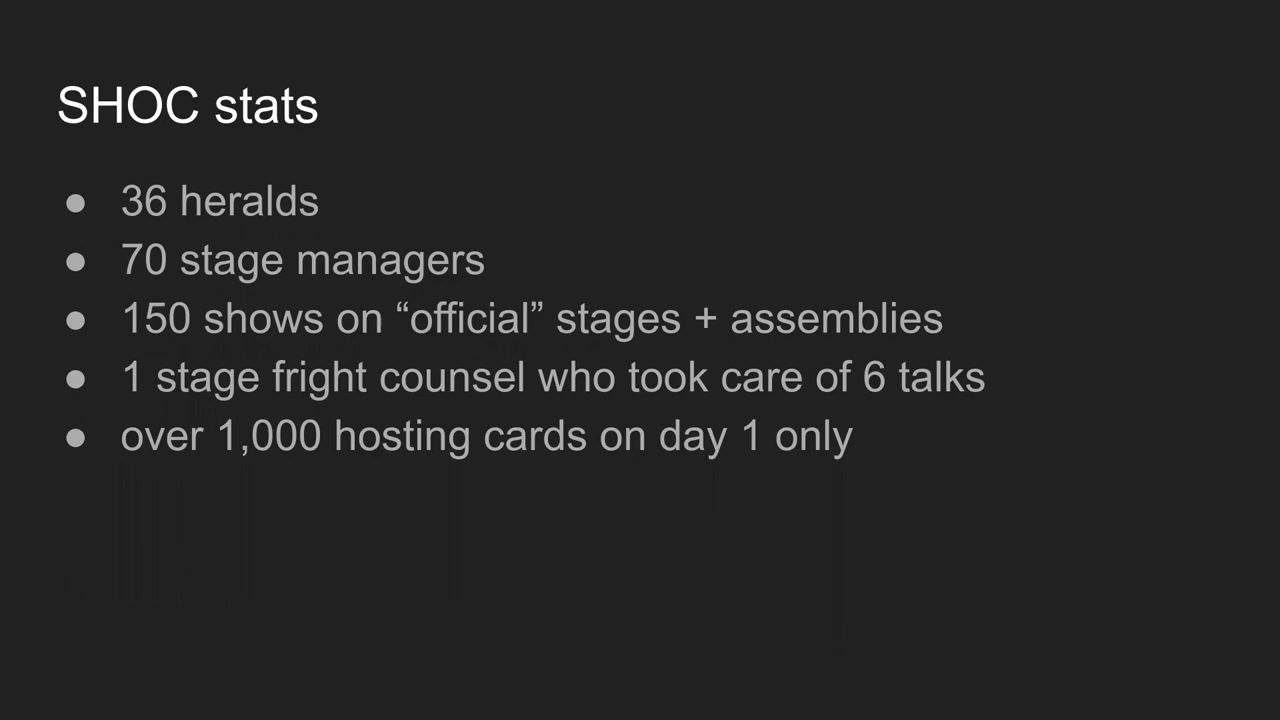 SHOC stats
● 36 heralds
● 70 stage managers
● 150 shows on “official” stages + assemblies
● 1 stage fright counsel who took care of 6 talks
● over 1,000 hosting cards on day 1 only